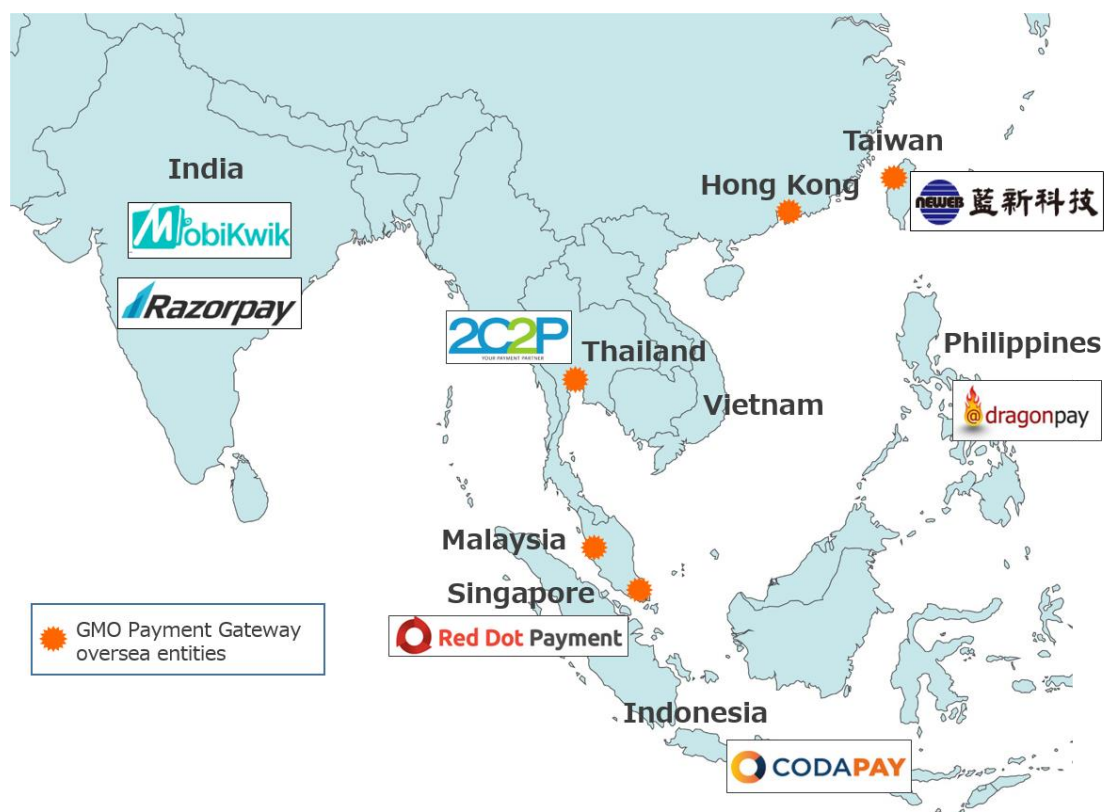 Taiwan
India
Hong Kong
NEWEB 藍新科技
MobiKwik
Razorpay
2C2P
YOUR PAYMENT PARTNER
Thailand
Philippines
Vietnam
@dragonpay
Malaysia
Singapore
GMO Payment Gateway
oversea entities
Red Dot Payment
Indonesia
CODAPAY